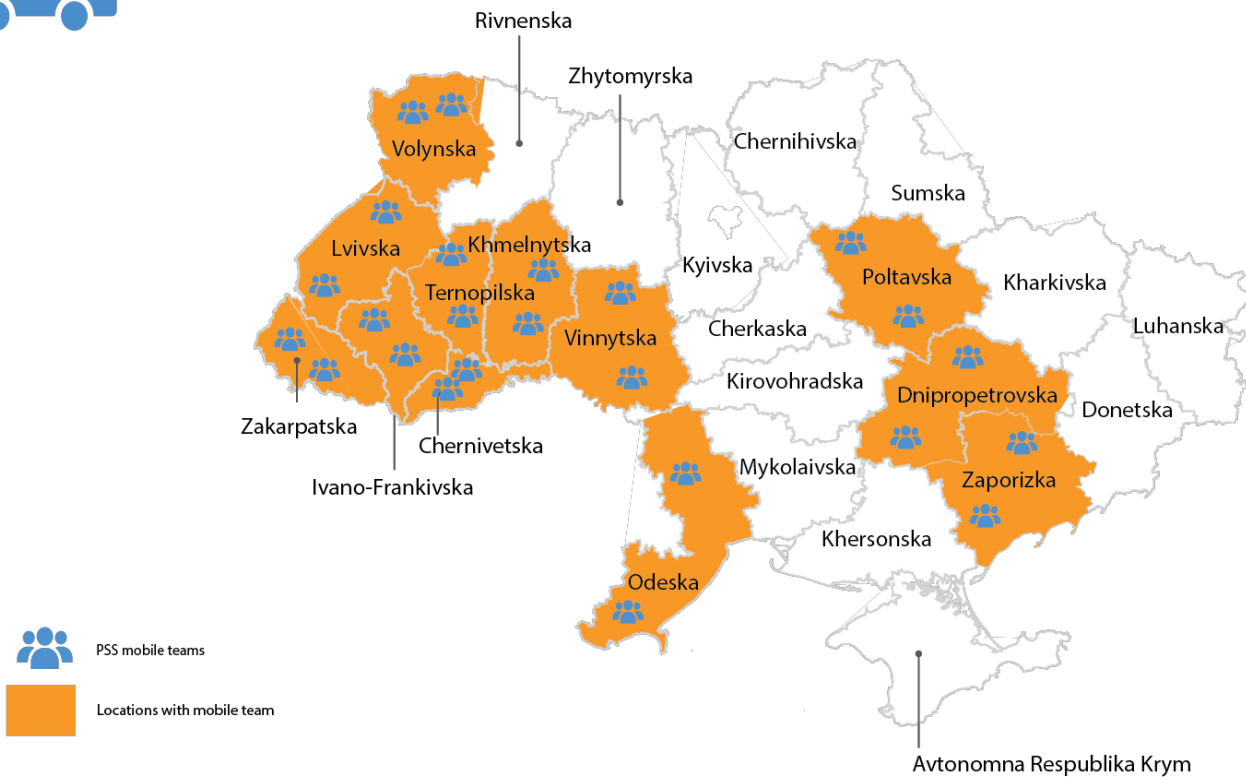 Rivnenska
Zhytomyrska
Chernihivska
Volynska
Sumska
Lvivska
Khmelnytska
Kyivska
Poltavska
Kharkivska
Ternopilska
Vinnytska
Cherkaska
Luhanska
Kirovohradska
Dnipropetrovska
Donetska
Zakarpatska
Chernivetska
Mykolaivska
Ivano-Frankivska
Zaporizka
Khersonska
Odeska
PSS mobile teams
Locations with mobile team
Avtonomna Respublika Krym